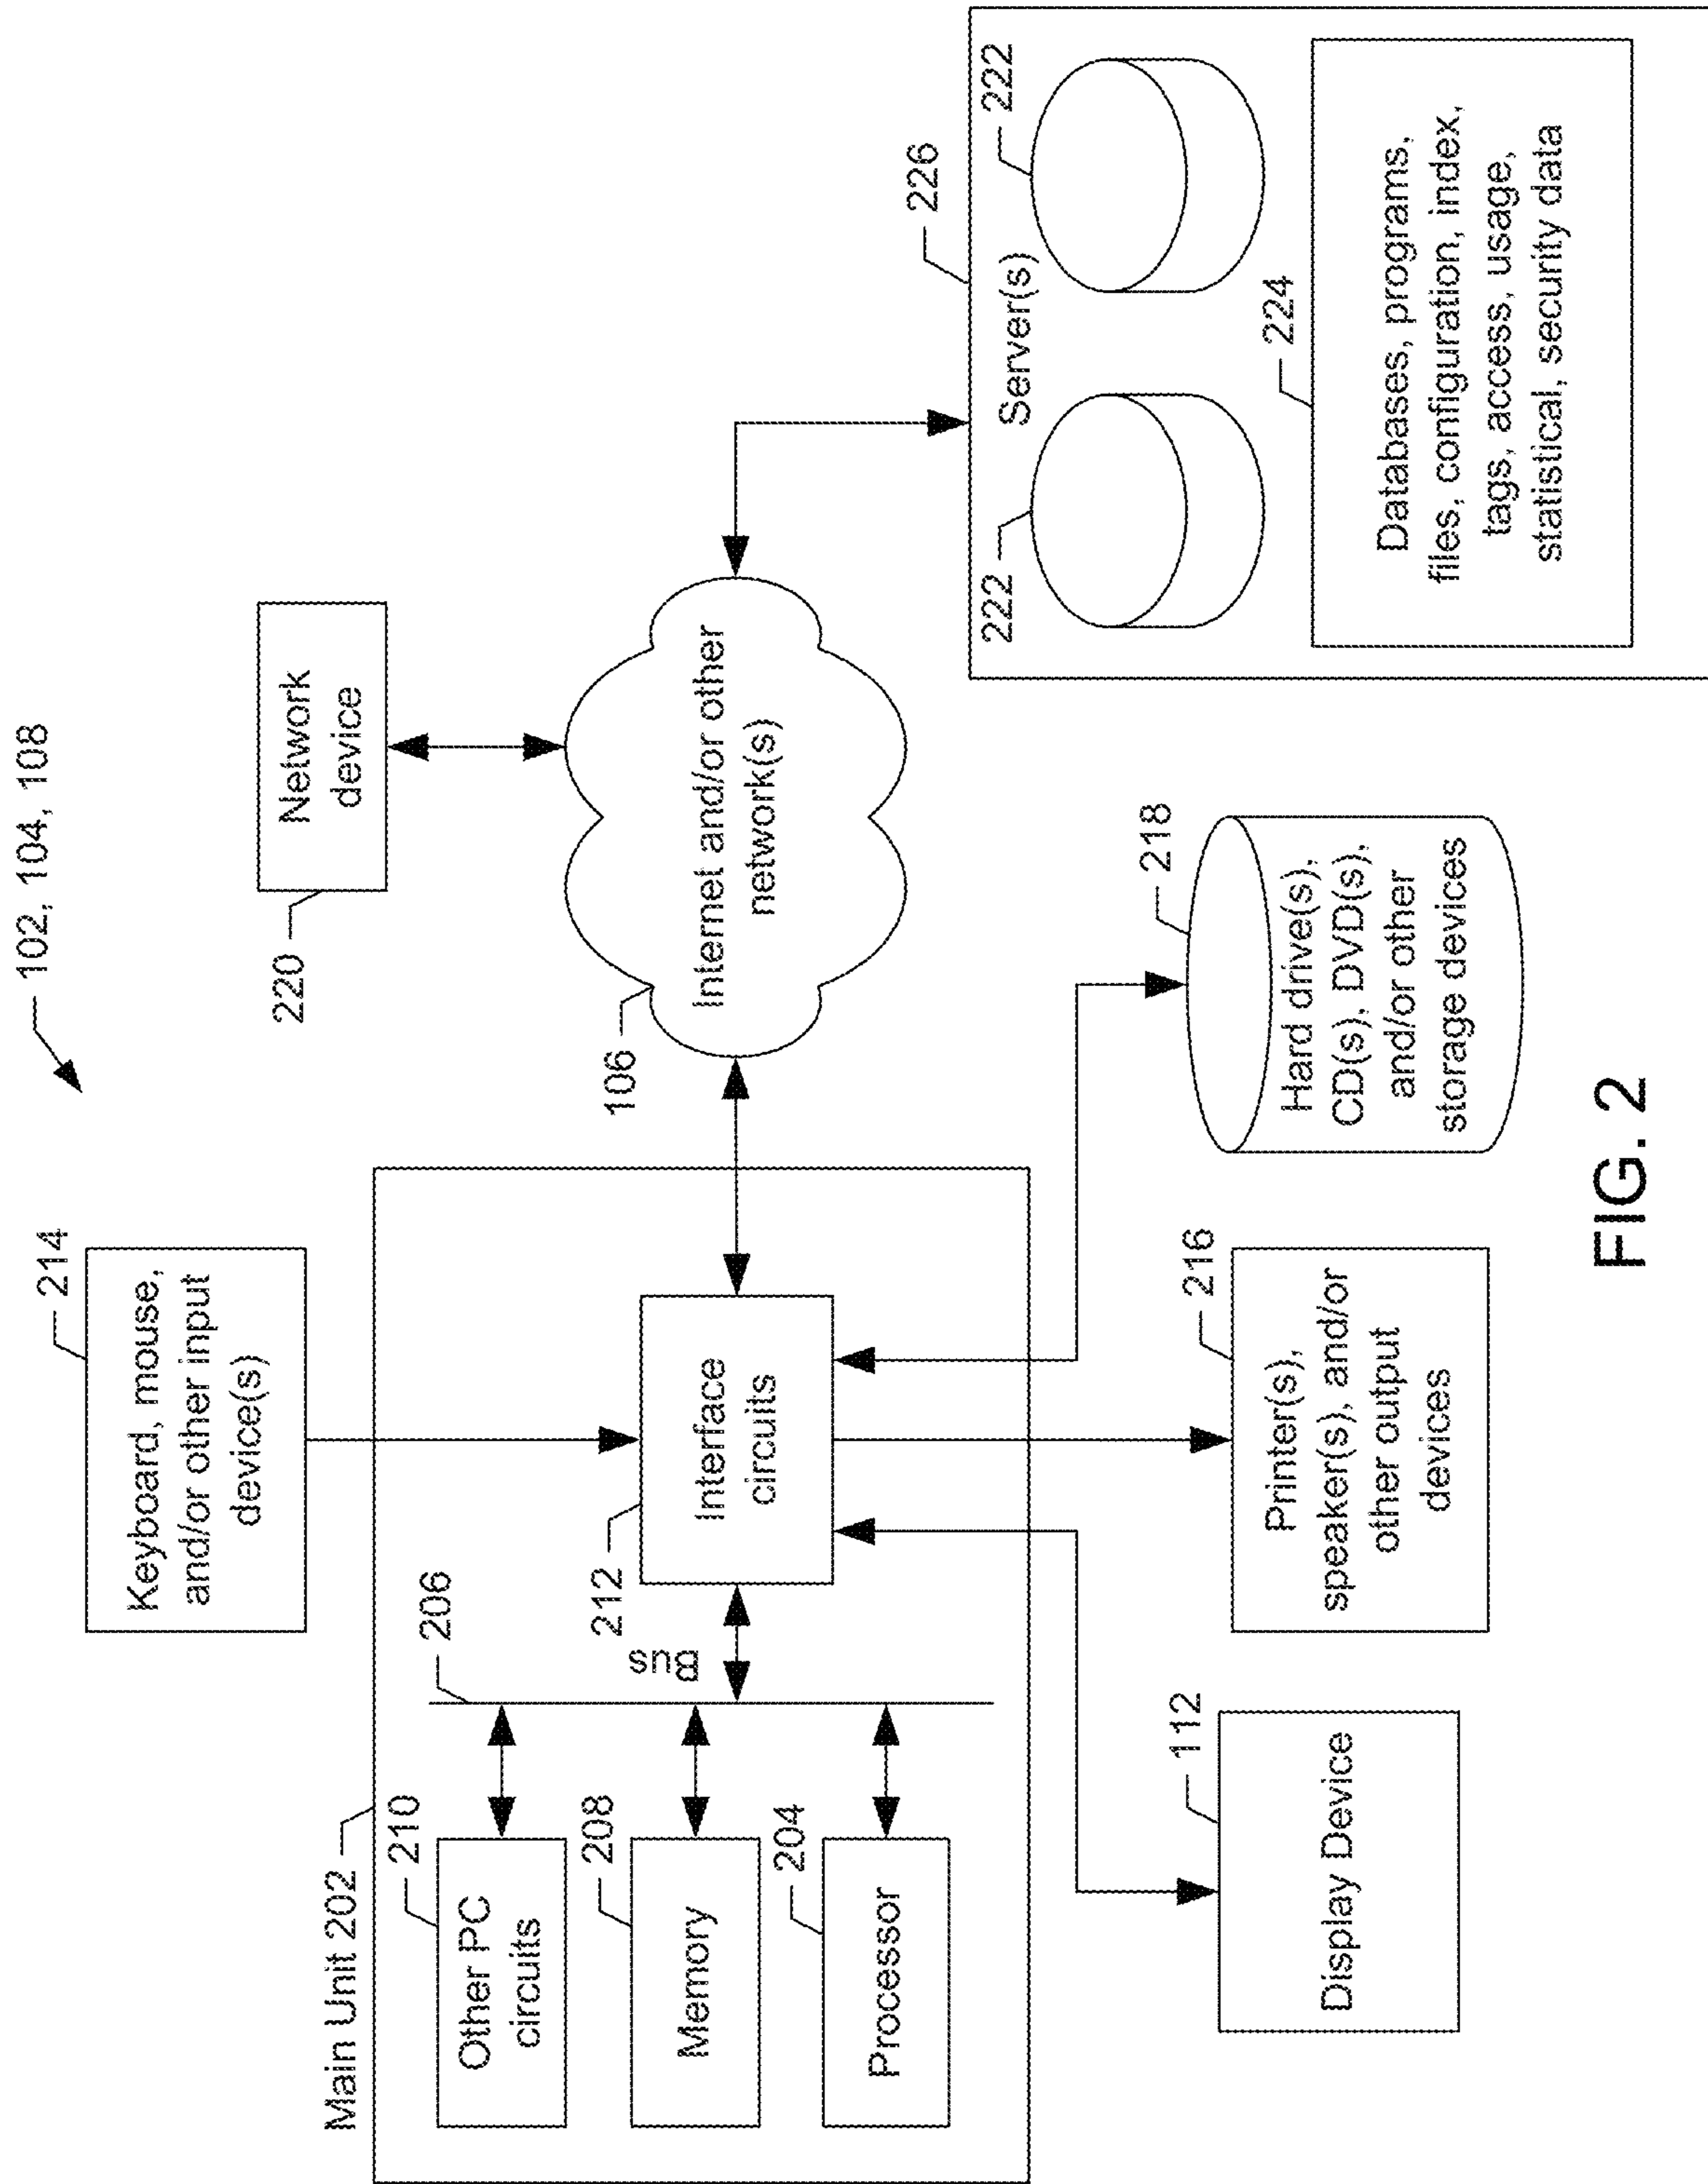 102, 104, 108
214
Keyboard, mouse,
and/or other input
device(s)
220
Network
device
Main Unit 202
210
Other PC
circuits
208
Memory
204
Processor
206
Bus
212
Interface
circuits
106
Internet and/or other
network(s)
226
Server(s)
222
222
224
Databases, programs,
files, configuration, index,
tags, access, usage,
statistical, security data
112
Display Device
216
Printer(s),
speaker(s), and/or
other output
devices
218
Hard drive(s),
CD(s), DVD(s),
and/or other
storage devices
FIG. 2